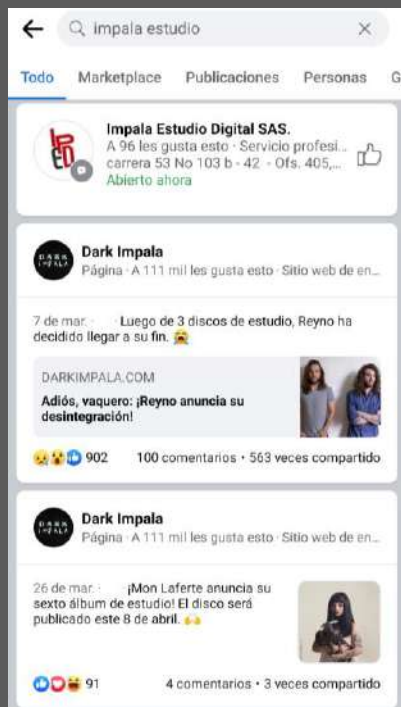 impala estudio
Todo Marketplace Publicaciones Personas G
IPED
Impala Estudio Digital SAS.
A 96 les gusta esto · Servicio profesi...
carrera 53 No 103 b - 42 - Ofs. 405,...
Abierto ahora
DARK
IMPALA
Dark Impala
Página · A 111 mil les gusta esto · Sitio web de en...
7 de mar. · Luego de 3 discos de estudio, Reyno ha
decidido llegar a su fin. 😭
DARKIMPALA.COM
Adiós, vaquero: ¡Reyno anuncia su
desintegración!
902 100 comentarios • 563 veces compartido
DARK
IMPALA
Dark Impala
Página · A 111 mil les gusta esto · Sitio web de en...
26 de mar. · ¡Mon Laferte anuncia su
sexto álbum de estudio! El disco será
publicado este 8 de abril. 🙌
91 4 comentarios • 3 veces compartido